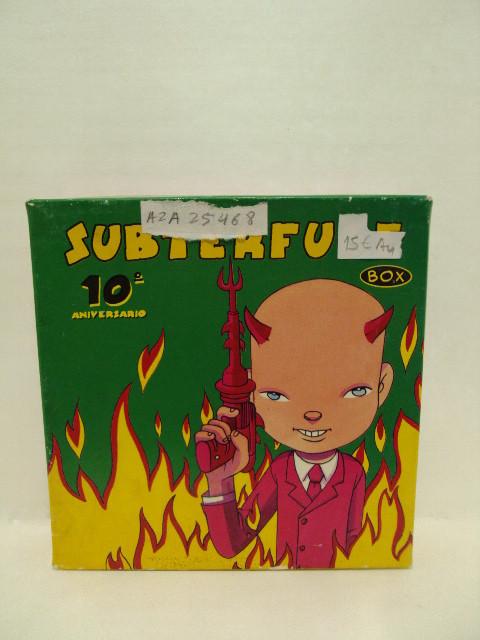 A2A 25468
SUBTERFU
15€ Au
BOX
10º
ANIVERSARIO